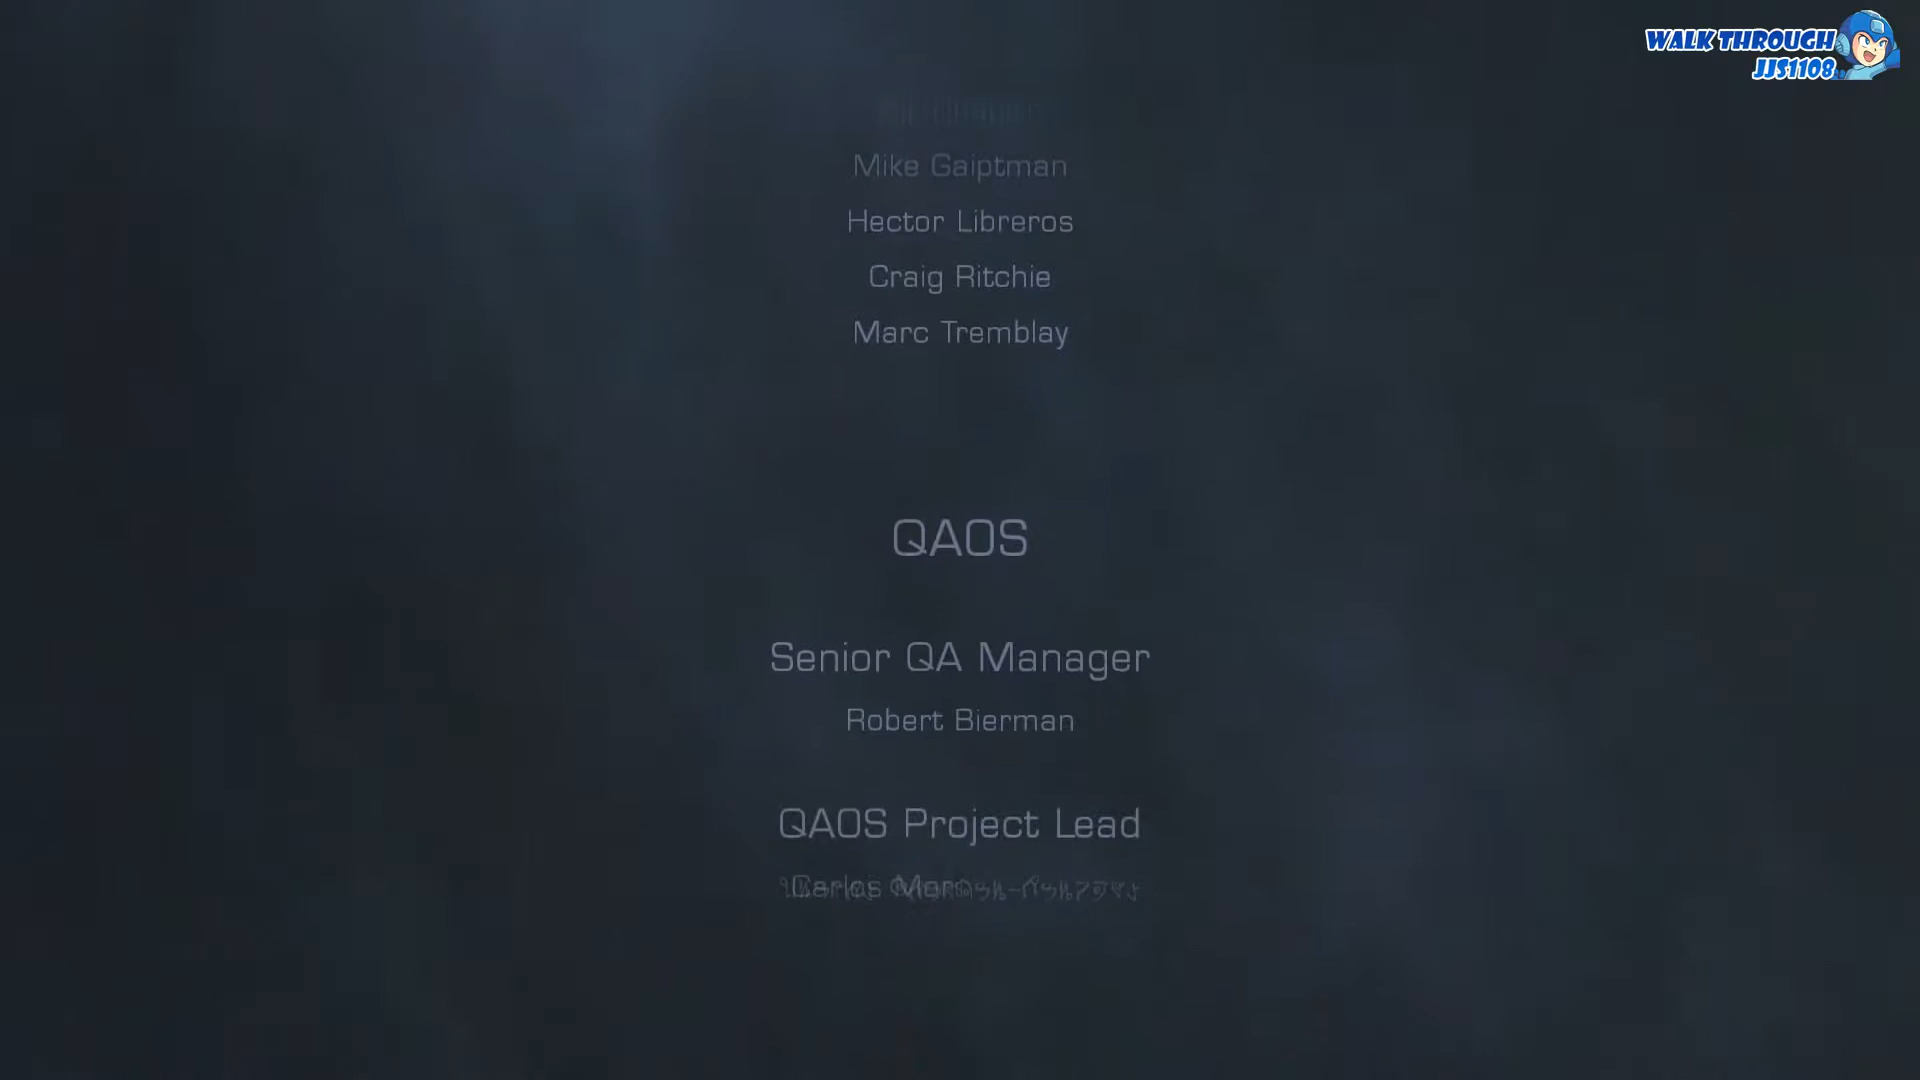 WALK THROUGH
JJS1108
Mike Gaiptman
Hector Libreros
Craig Ritchie
Marc Tremblay
QAOS
Senior QA Manager
Robert Bierman
QAOS Project Lead
Carlos